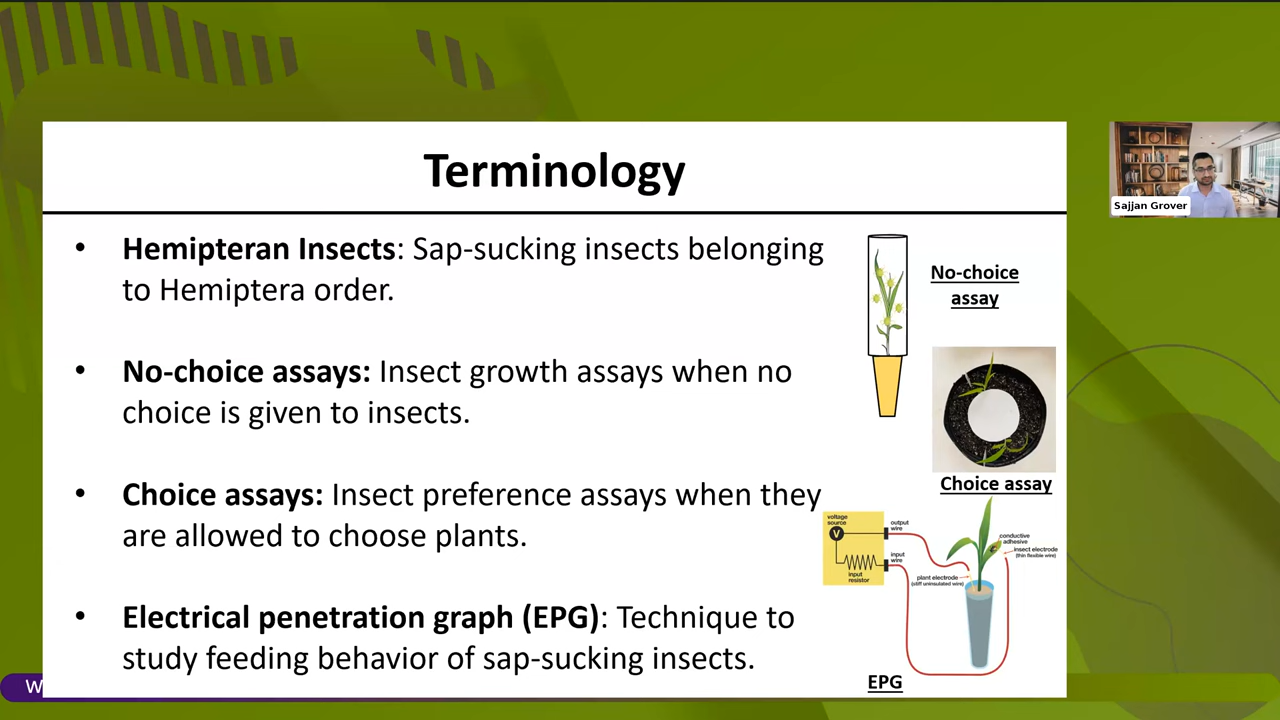 Terminology
Sajjan Grover
• Hemipteran Insects: Sap-sucking insects belonging
to Hemiptera order.
• No-choice assays: Insect growth assays when no
choice is given to insects.
• Choice assays: Insect preference assays when they
are allowed to choose plants.
• Electrical penetration graph (EPG): Technique to
study feeding behavior of sap-sucking insects.
No-choice
assay
Choice assay
voltage
source
V
output
wire
input
wire
input
resistor
conductive
adhesive
insect electrode
(thin flexible wire)
plant electrode
(stiff uninsulated wire)
EPG
W